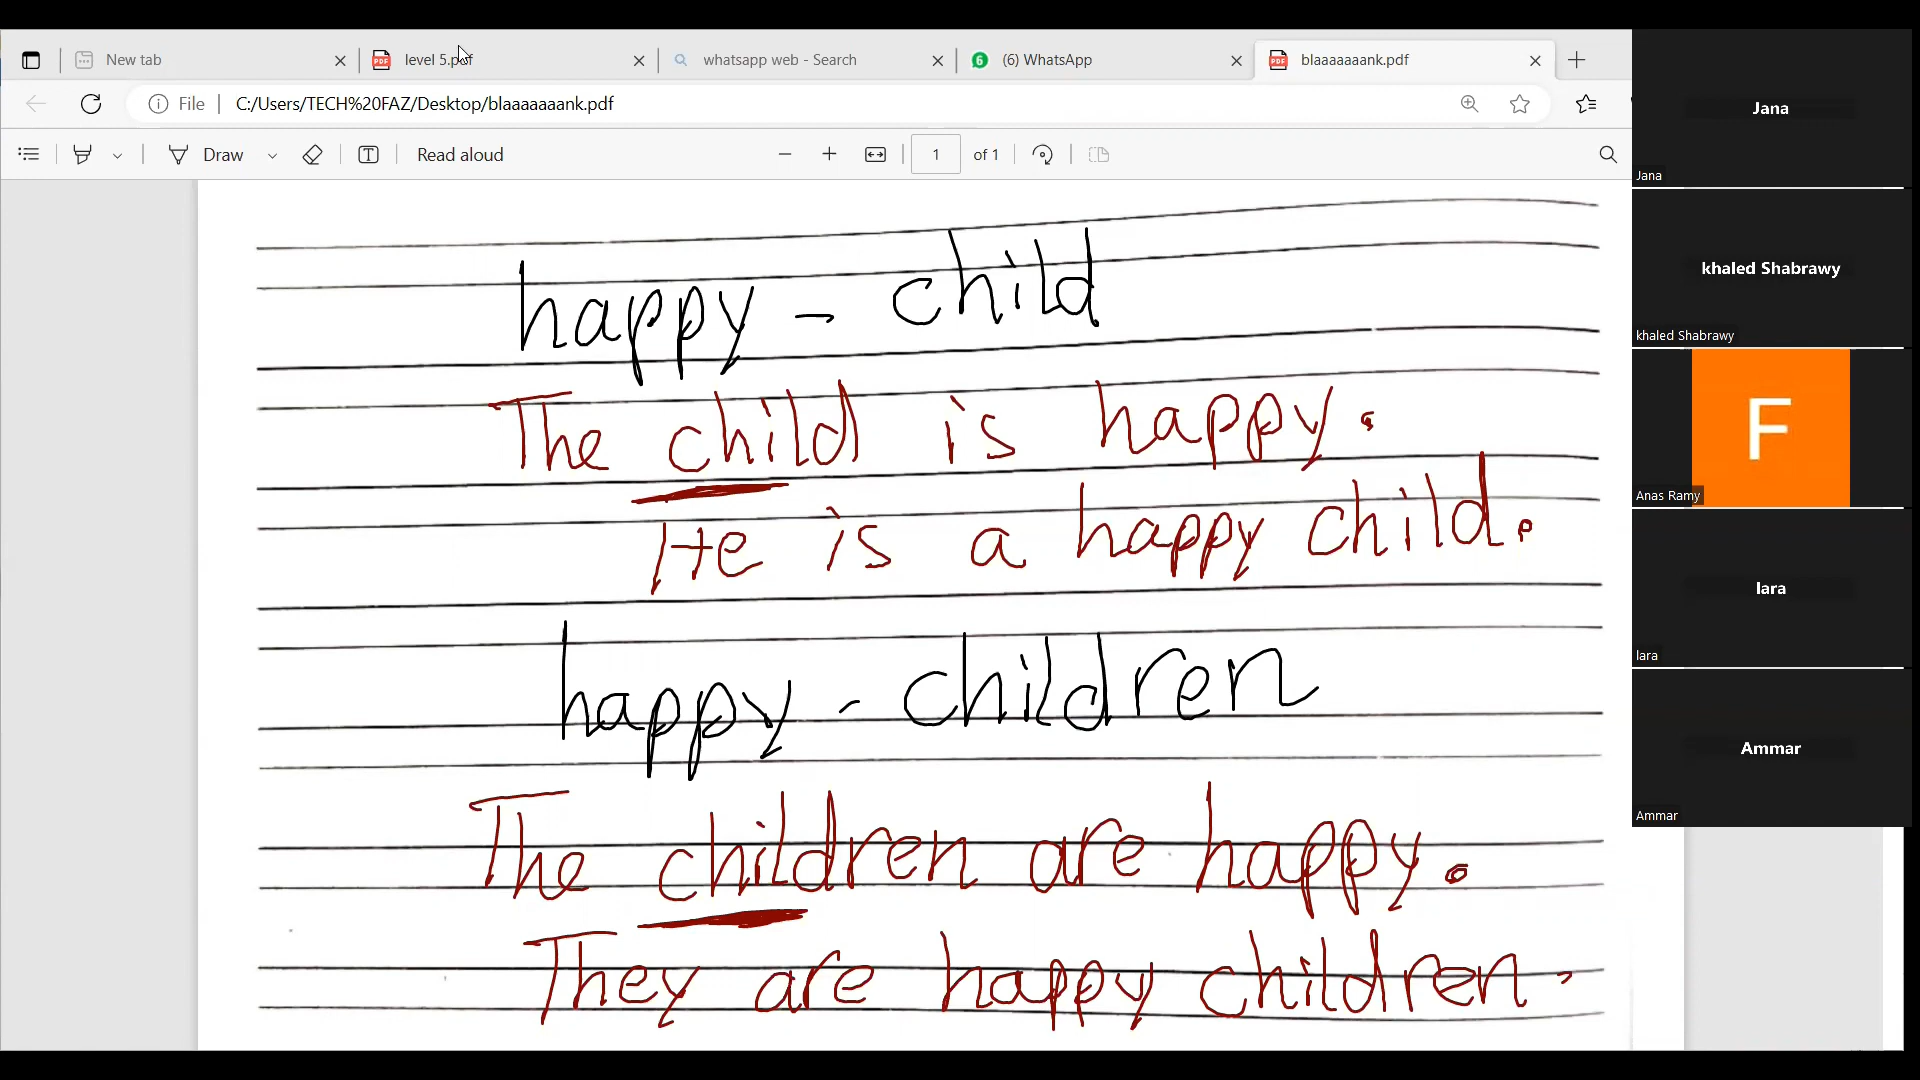 New tab
level 5.pdf
whatsapp web - Search
(6) WhatsApp
blaaaaaaank.pdf
File
C:/Users/TECH%20FAZ/Desktop/blaaaaaaank.pdf
Draw
Read aloud
1
of 1
happy - child
The child is happy.
He is a happy child.
happy - children
The children are happy.
They are happy children.
Jana
Jana
khaled Shabrawy
khaled Shabrawy
F
Anas Ramy
lara
lara
Ammar
Ammar